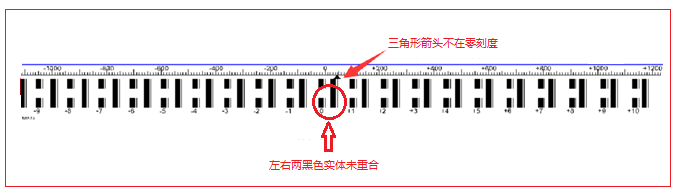 三角形箭头不在零刻度
-1000 -800 -600 -400 -200 0 +200 +400 +600 +800 +1000 +1200
-9 -8 -7 -6 -5 -4 -3 -2 -1 0 +1 +2 +3 +4 +5 +6 +7 +8 +9 +10
左右两黑色实体未重合